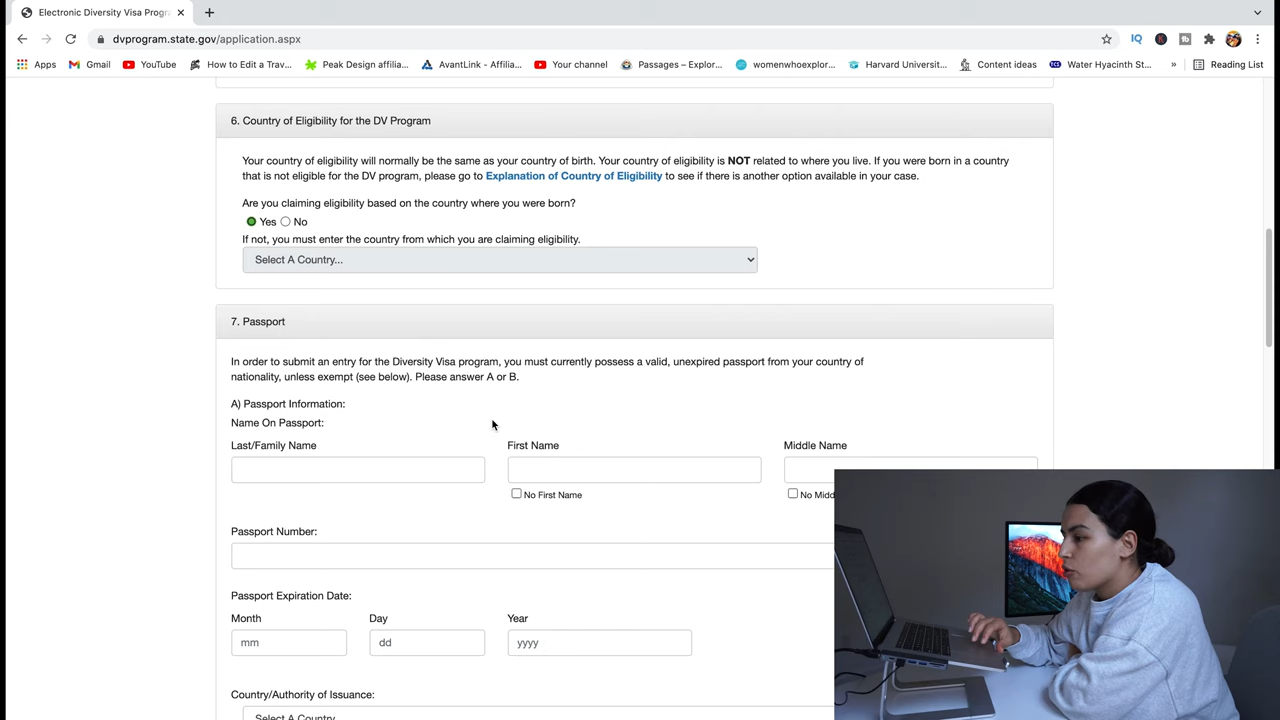 Electronic Diversity Visa Progr
dvprogram.state.gov/application.aspx
Apps Gmail YouTube How to Edit a Trav... Peak Design affilia... AvantLink - Affilia... Your channel Passages – Explor... womenwhoexplor... Harvard Universit... Content ideas Water Hyacinth St... » Reading List
6. Country of Eligibility for the DV Program
Your country of eligibility will normally be the same as your country of birth. Your country of eligibility is NOT related to where you live. If you were born in a country
that is not eligible for the DV program, please go to Explanation of Country of Eligibility to see if there is another option available in your case.
Are you claiming eligibility based on the country where you were born?
Yes No
If not, you must enter the country from which you are claiming eligibility.
Select A Country...
7. Passport
In order to submit an entry for the Diversity Visa program, you must currently possess a valid, unexpired passport from your country of
nationality, unless exempt (see below). Please answer A or B.
A) Passport Information:
Name On Passport:
Last/Family Name First Name Middle Name
No First Name No Midd
Passport Number:
Passport Expiration Date:
Month Day Year
mm dd yyyy
Country/Authority of Issuance:
Select A Country